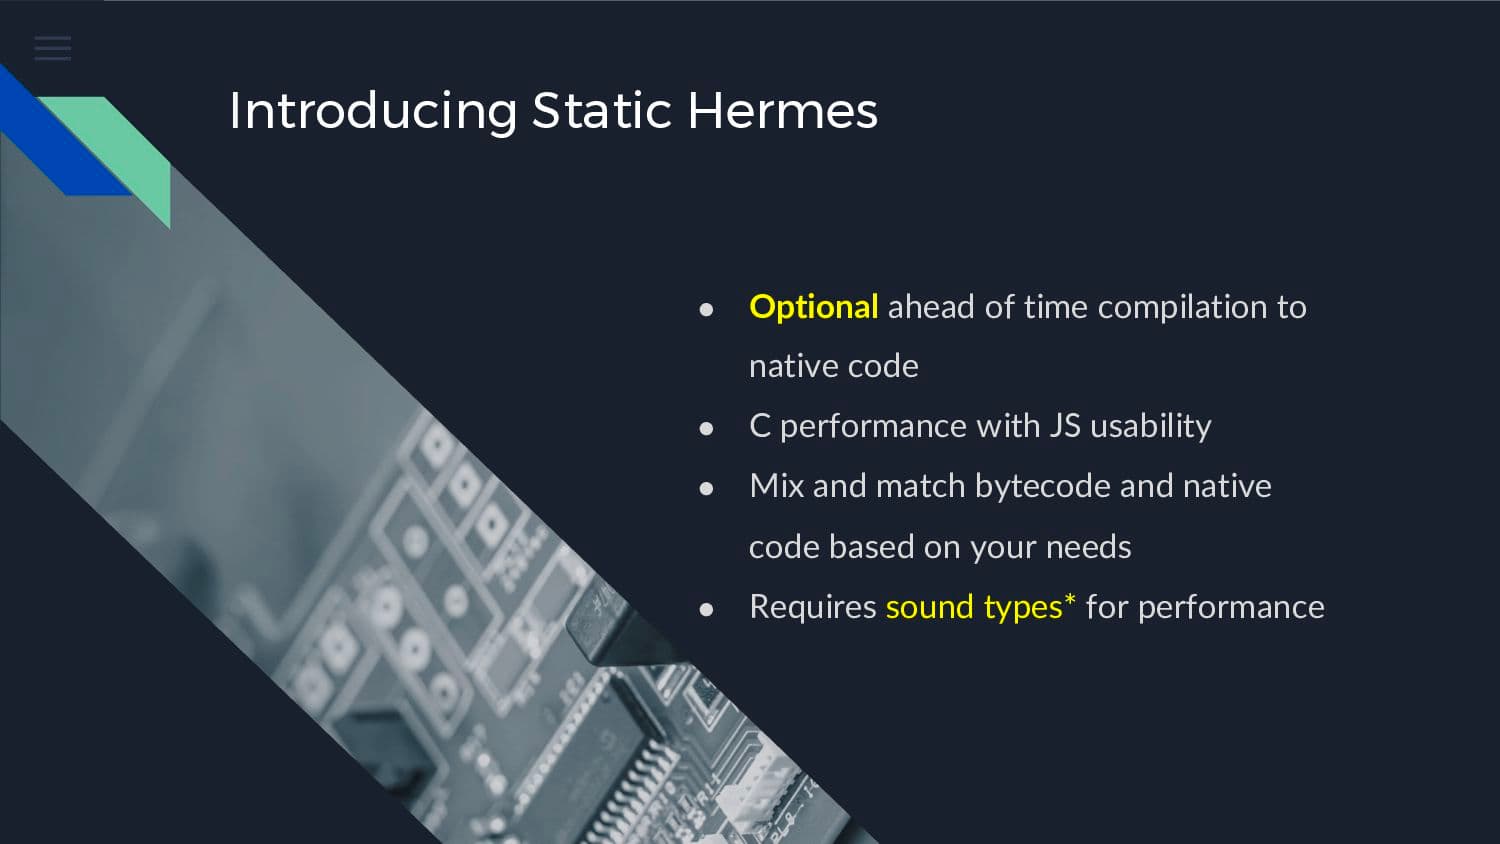 Introducing Static Hermes
● Optional ahead of time compilation to
native code
● C performance with JS usability
● Mix and match bytecode and native
code based on your needs
● Requires sound types* for performance